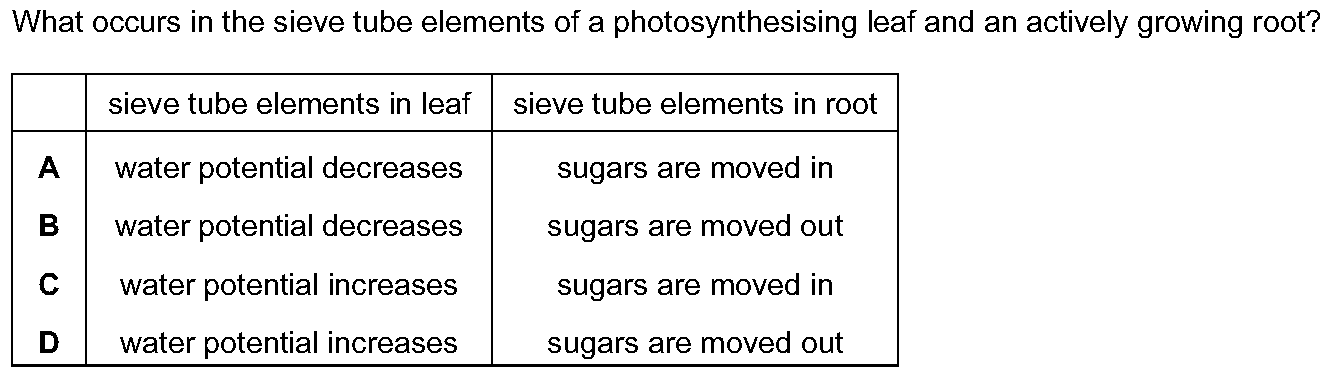 What occurs in the sieve tube elements of a photosynthesising leaf and an actively growing root?
sieve tube elements in leaf sieve tube elements in root
A water potential decreases sugars are moved in
B water potential decreases sugars are moved out
C water potential increases sugars are moved in
D water potential increases sugars are moved out